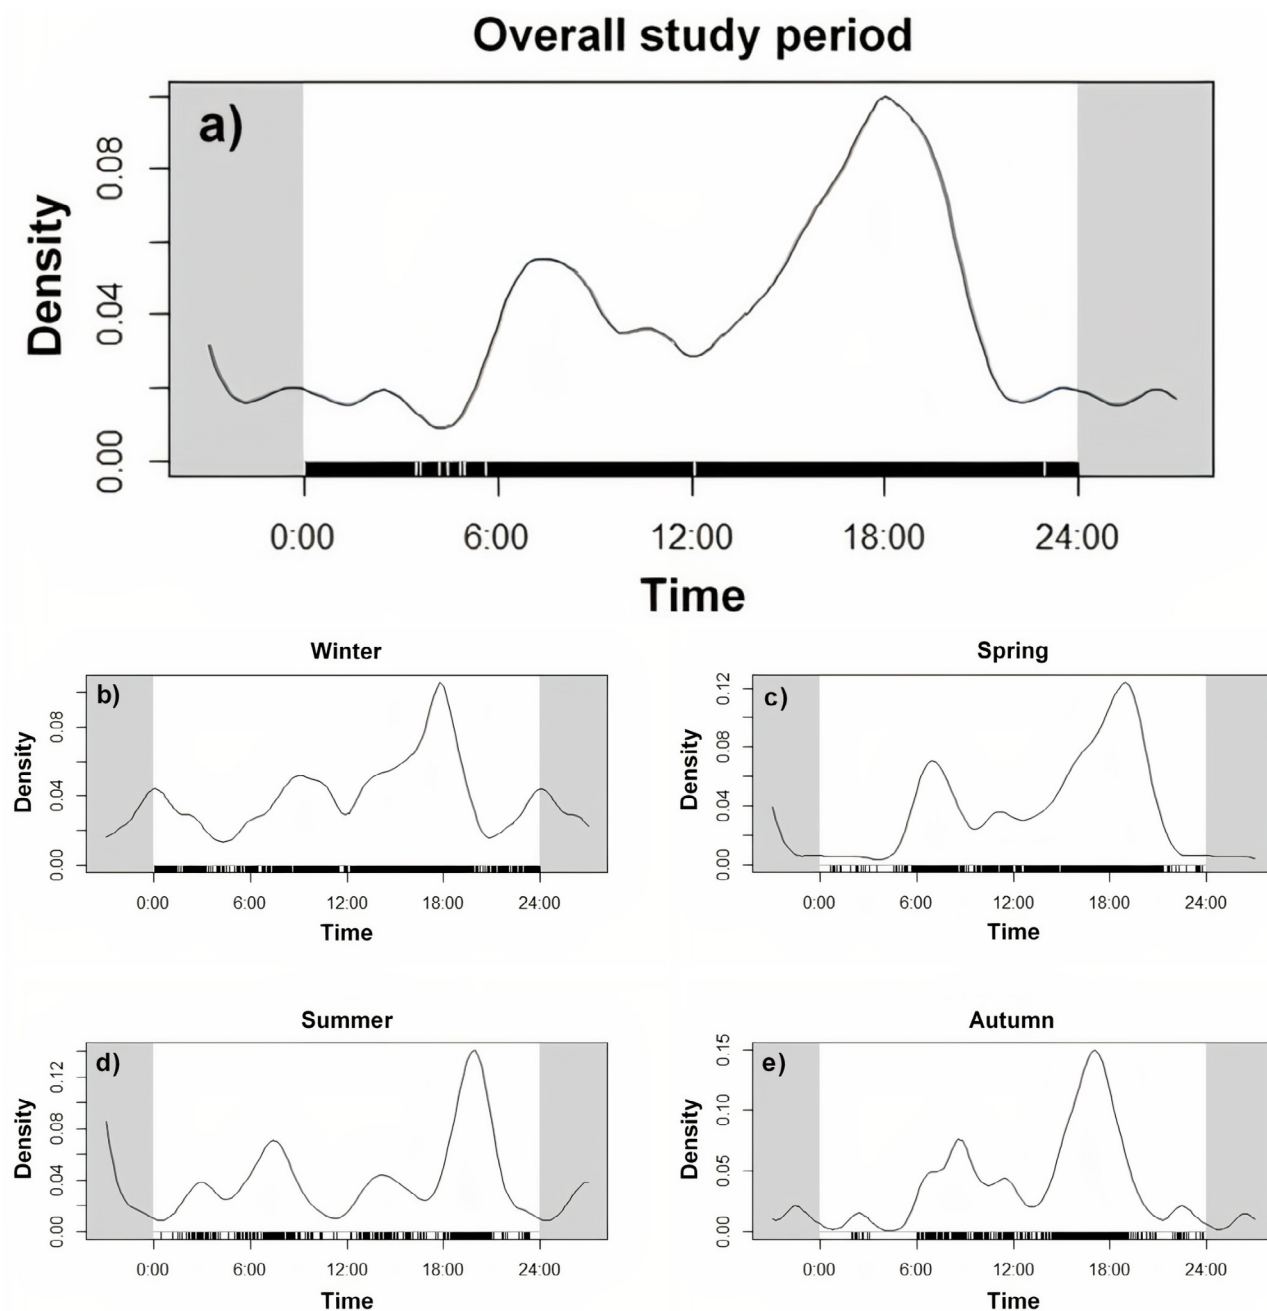 Overall study period
a)
Density
0.00 0.04 0.08
0:00 6:00 12:00 18:00 24:00
Time
Winter
b)
Density
0.00 0.04 0.08
0:00 6:00 12:00 18:00 24:00
Time
Spring
c)
Density
0.00 0.04 0.08 0.12
0:00 6:00 12:00 18:00 24:00
Time
Summer
d)
Density
0.00 0.04 0.08 0.12
0:00 6:00 12:00 18:00 24:00
Time
Autumn
e)
Density
0.00 0.05 0.10 0.15
0:00 6:00 12:00 18:00 24:00
Time